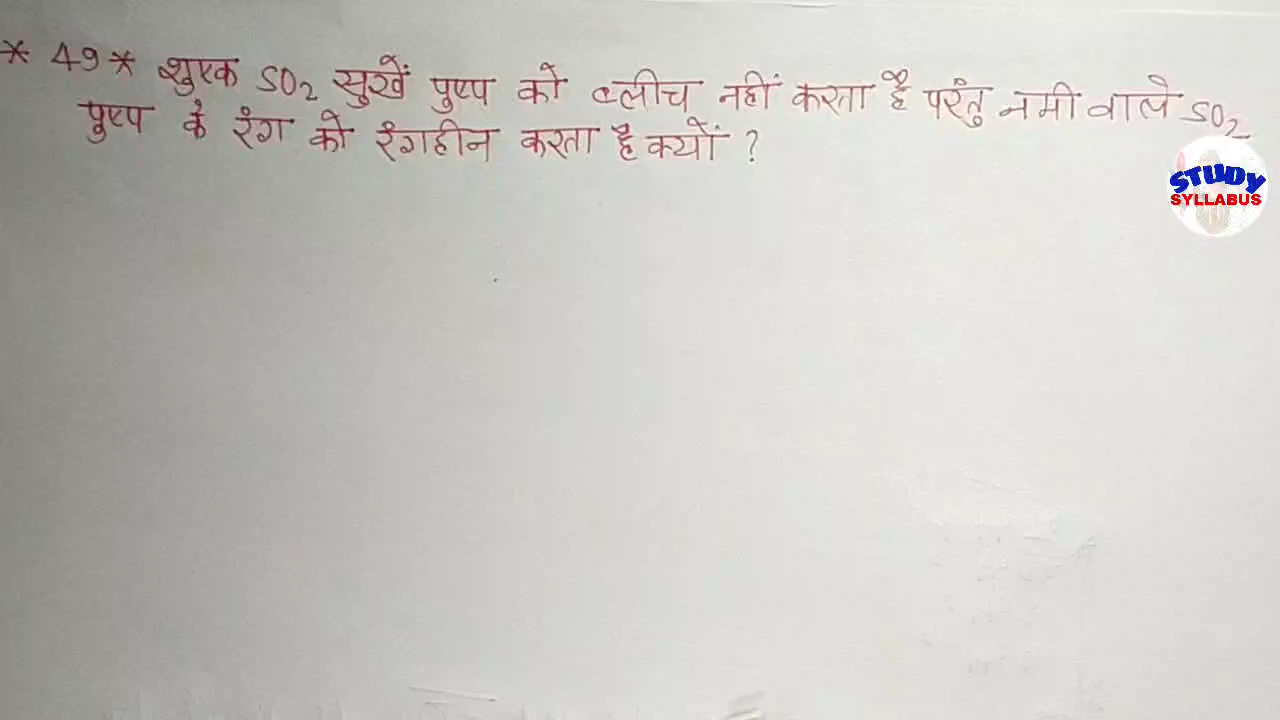 * 49 * शुष्क SO₂ सुखें पुष्प को ब्लीच नहीं करता है परंतु नमी वाले SO₂
पुष्प के रंग को रंगहीन करता है क्यों ?
STUDY
SYLLABUS